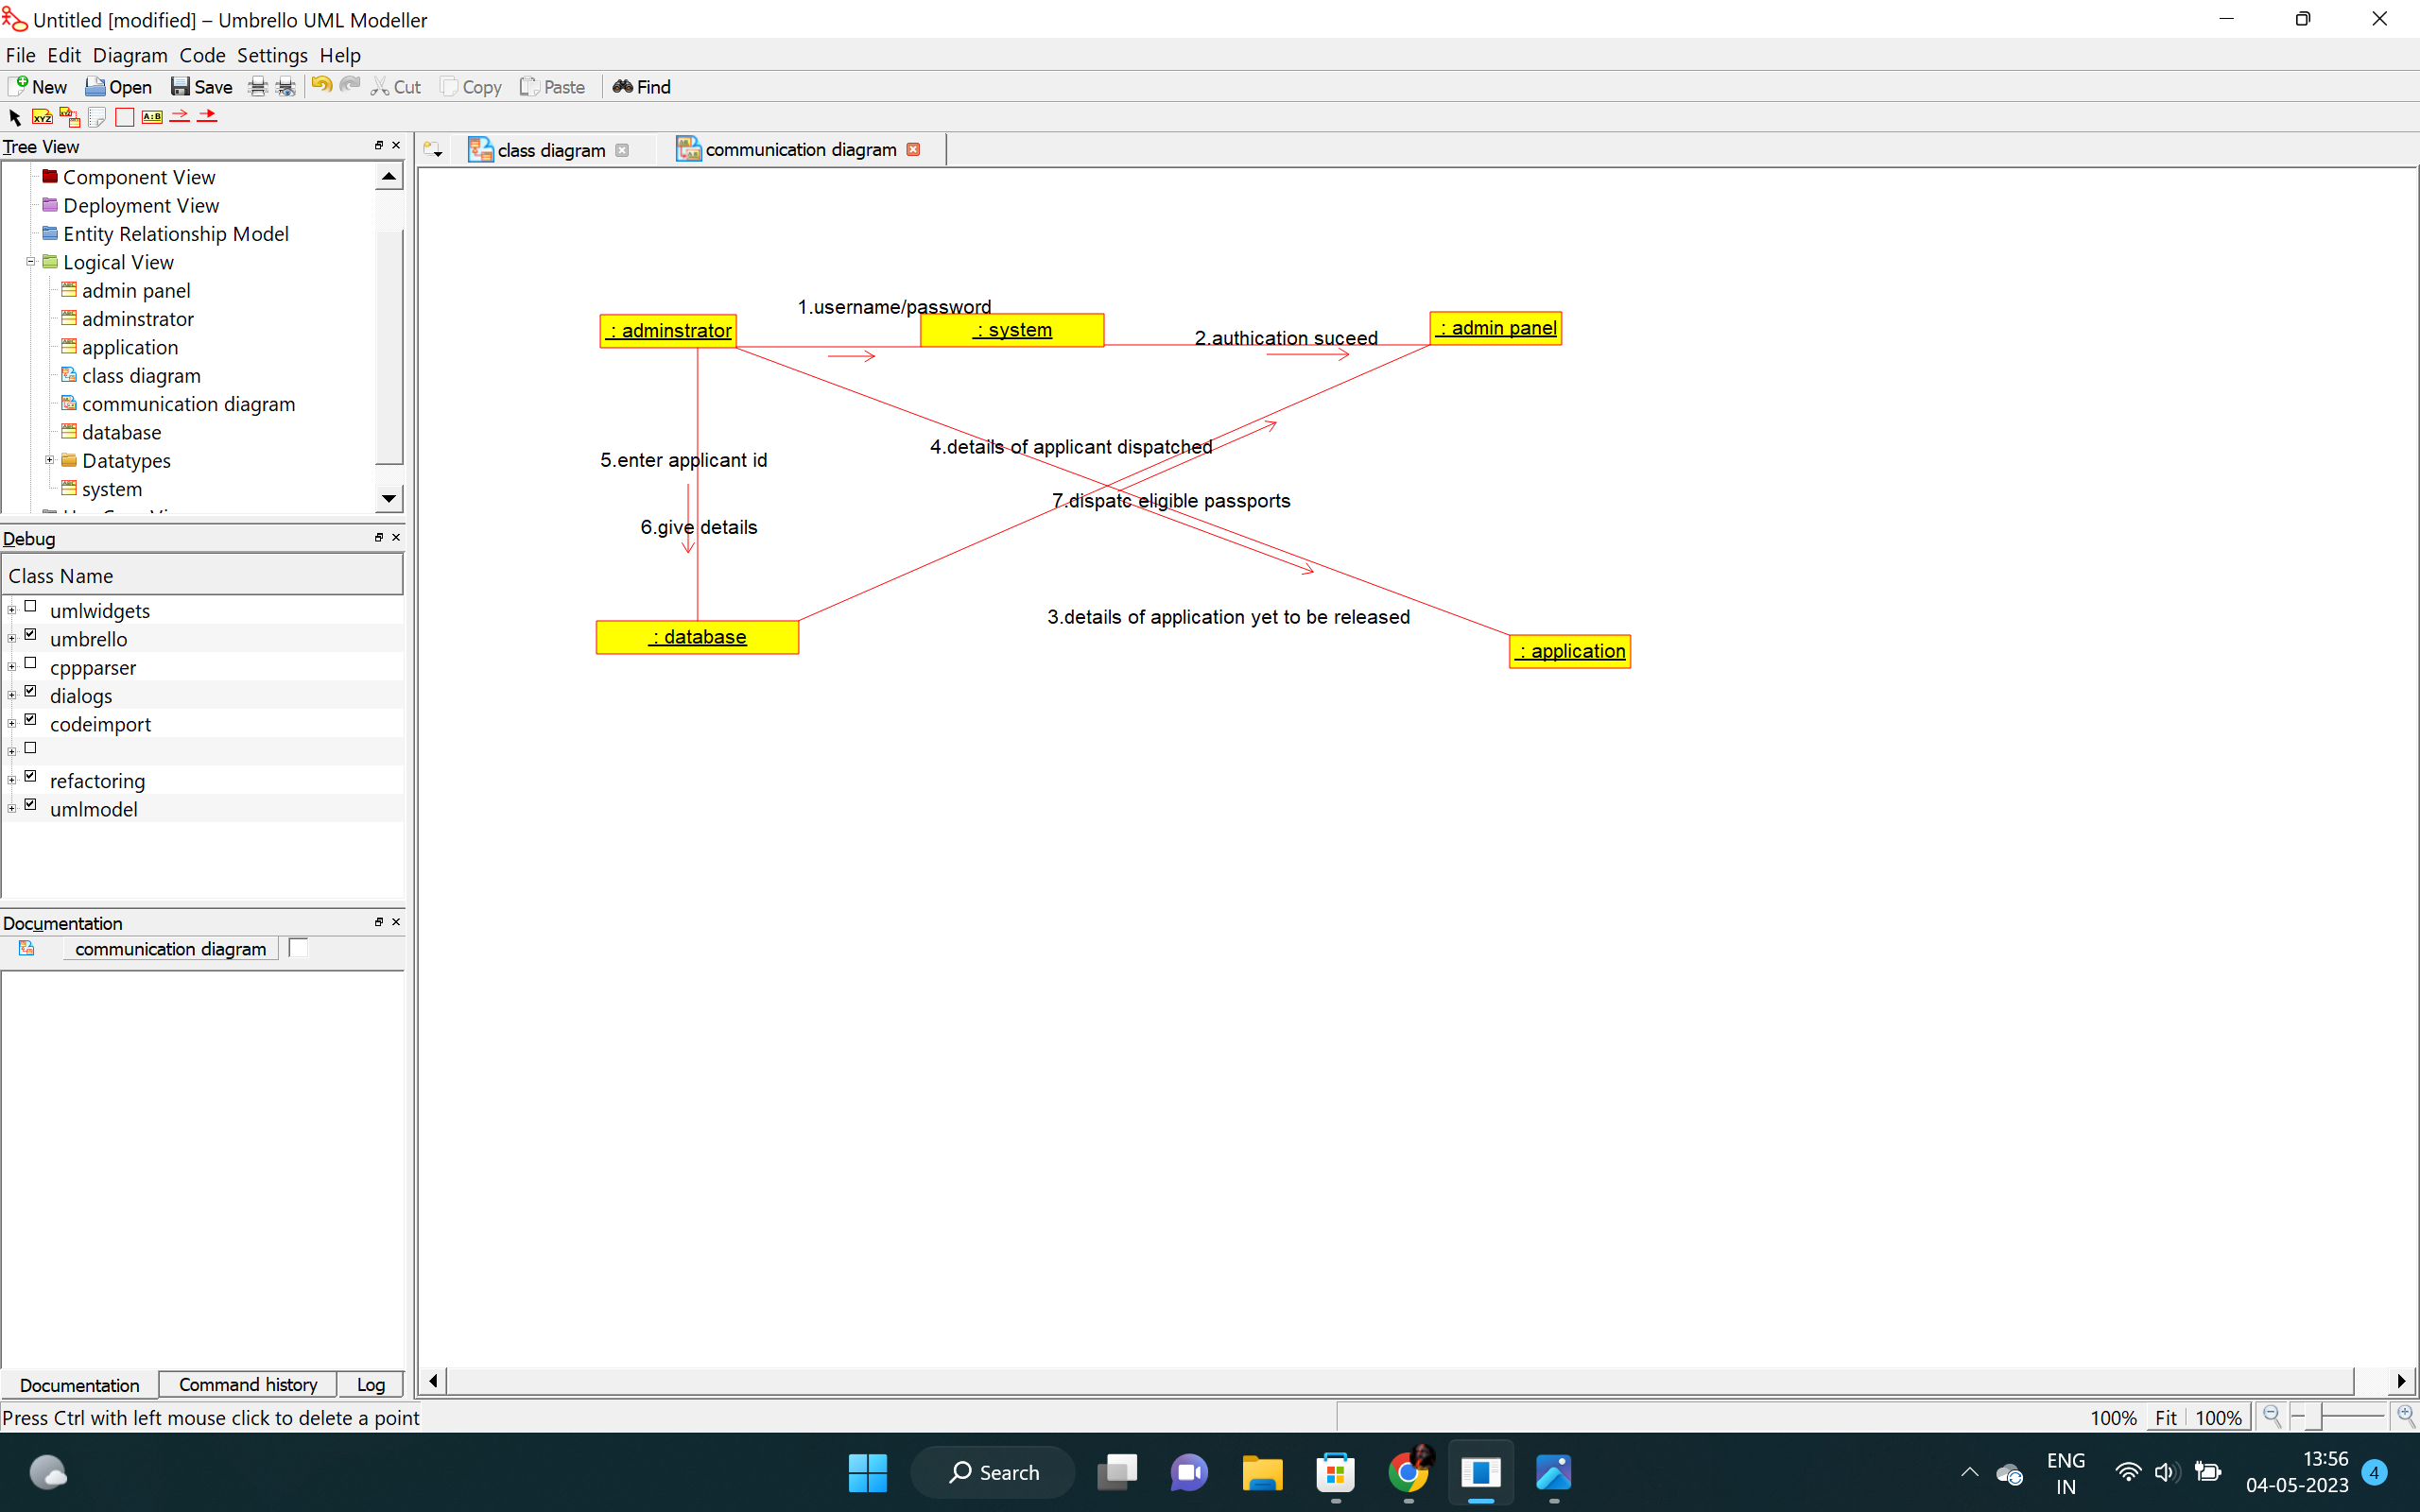 Untitled [modified] – Umbrello UML Modeller
File Edit Diagram Code Settings Help
New Open Save Cut Copy Paste Find
Tree View
class diagram
communication diagram
Component View
Deployment View
Entity Relationship Model
Logical View
admin panel
adminstrator
application
class diagram
communication diagram
database
Datatypes
system
Debug
Class Name
umlwidgets
umbrello
cppparser
dialogs
codeimport
refactoring
umlmodel
Documentation
communication diagram
Documentation Command history Log
Press Ctrl with left mouse click to delete a point
1.username/password
: adminstrator
: system
2.authication suceed
: admin panel
4.details of applicant dispatched
5.enter applicant id
7.dispatc eligible passports
6.give details
3.details of application yet to be released
: database
: application
100% Fit 100%
Search
ENG
IN
13:56
04-05-2023
4